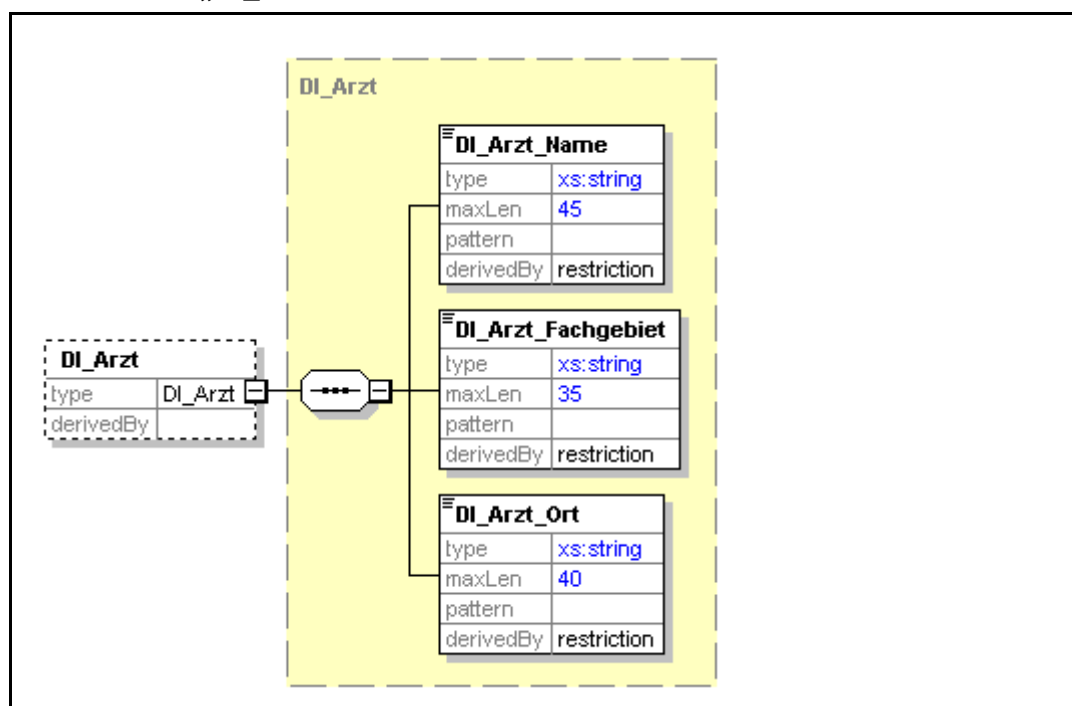 DI_Arzt
DI_Arzt_Name
type xs:string
maxLen 45
pattern
derivedBy restriction
DI_Arzt_Fachgebiet
type xs:string
maxLen 35
pattern
derivedBy restriction
DI_Arzt
type DI_Arzt
derivedBy
DI_Arzt_Ort
type xs:string
maxLen 40
pattern
derivedBy restriction